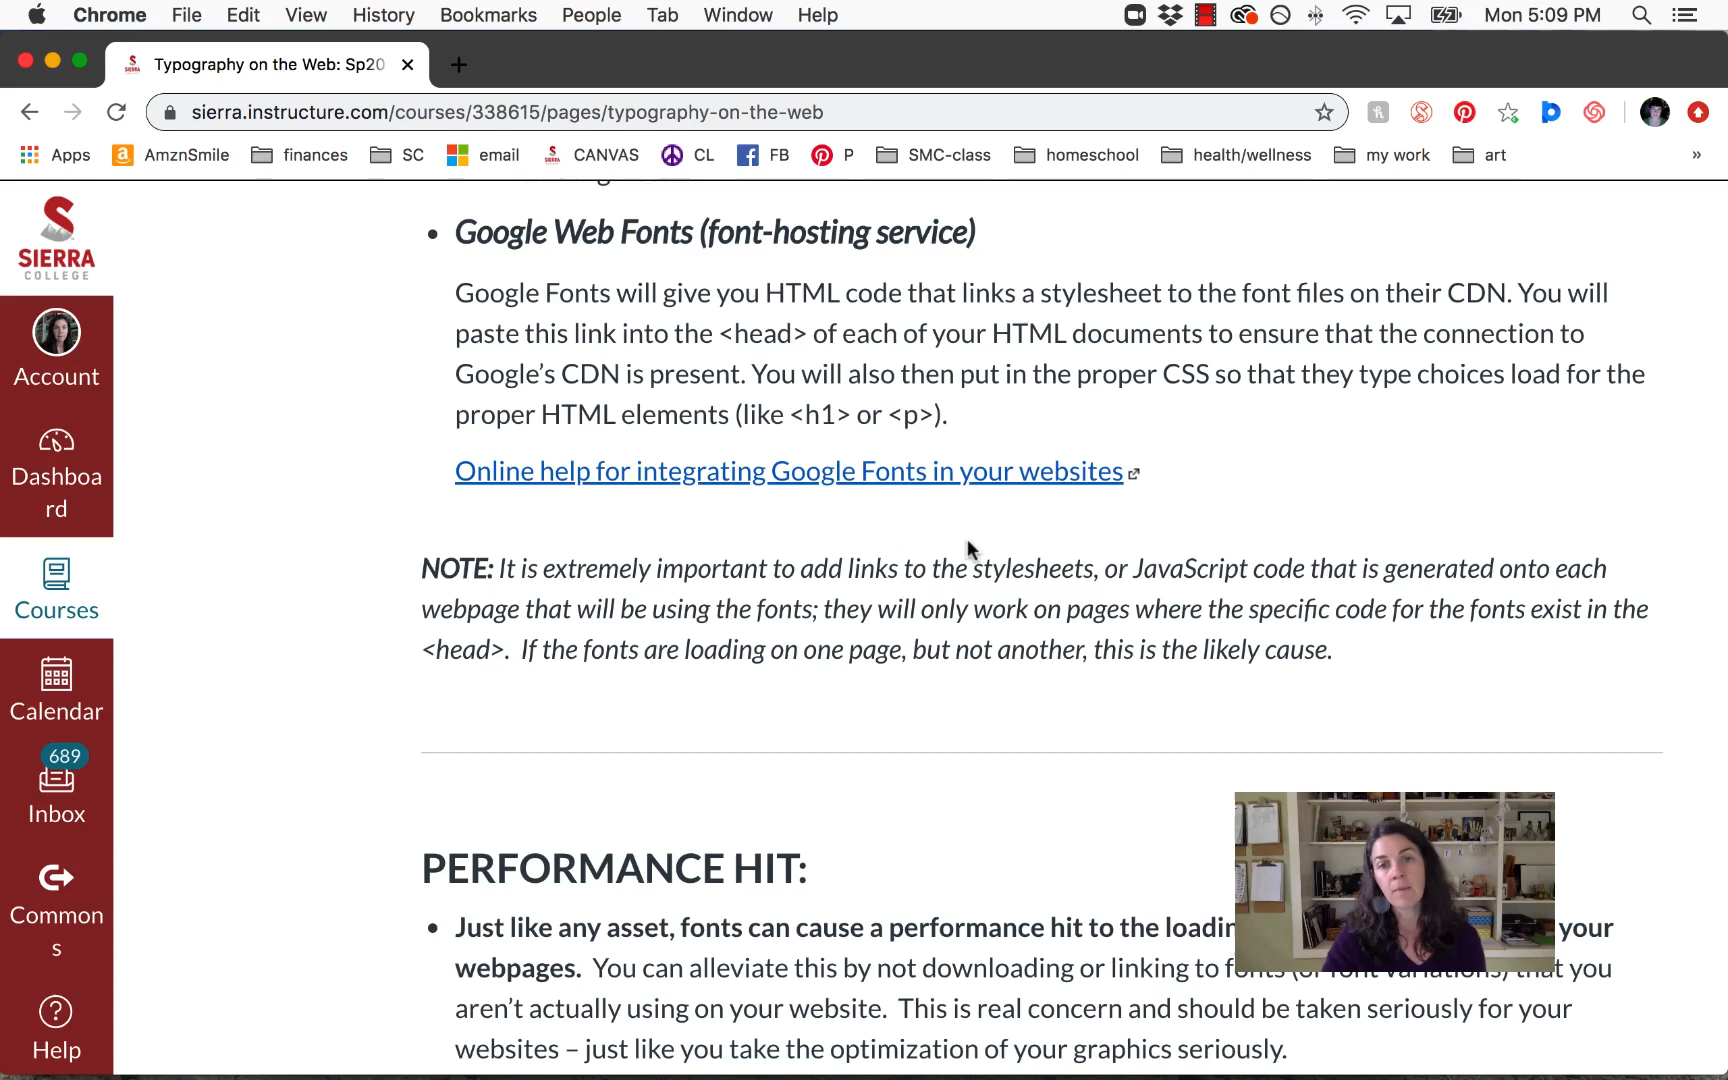 Chrome File Edit View History Bookmarks People Tab Window Help Mon 5:09 PM
Typography on the Web: Sp20
sierra.instructure.com/courses/338615/pages/typography-on-the-web
Apps AmznSmile finances SC email CANVAS CL FB P SMC-class homeschool health/wellness my work art »
SIERRA
COLLEGE
Account
Dashboa
rd
Courses
Calendar
689
Inbox
Common
s
Help
Google Web Fonts (font-hosting service)
Google Fonts will give you HTML code that links a stylesheet to the font files on their CDN. You will
paste this link into the <head> of each of your HTML documents to ensure that the connection to
Google’s CDN is present. You will also then put in the proper CSS so that they type choices load for the
proper HTML elements (like <h1> or <p>).
Online help for integrating Google Fonts in your websites
NOTE: It is extremely important to add links to the stylesheets, or JavaScript code that is generated onto each
webpage that will be using the fonts; they will only work on pages where the specific code for the fonts exist in the
<head>. If the fonts are loading on one page, but not another, this is the likely cause.
PERFORMANCE HIT:
Just like any asset, fonts can cause a performance hit to the your
webpages. You can alleviate this by not downloading or linking to you
aren’t actually using on your website. This is real concern and should be taken seriously for your
websites – just like you take the optimization of your graphics seriously.